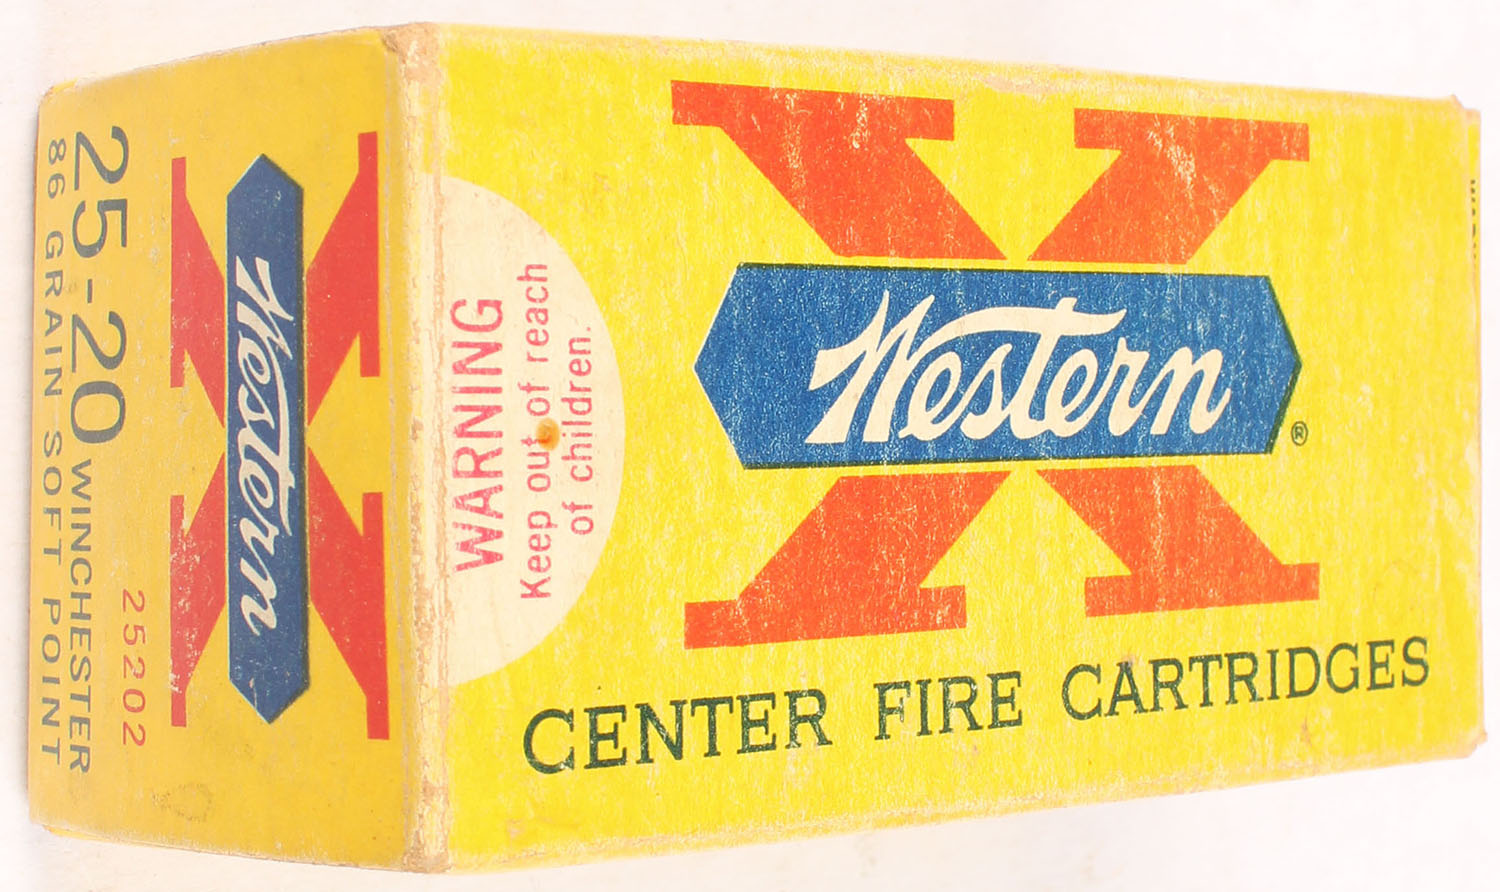 Western
®
CENTER FIRE CARTRIDGES
WARNING
Keep out of reach
of children.
Western
25202
25-20 WINCHESTER
86 GRAIN SOFT POINT